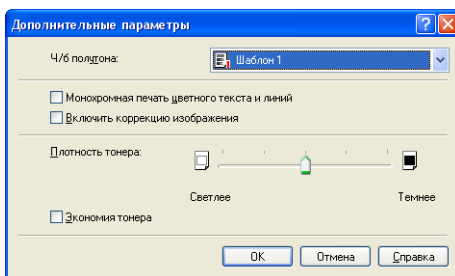 Дополнительные параметры
Ч/б полутона: Шаблон 1
Монохромная печать цветного текста и линий
Включить коррекцию изображения
Плотность тонера:
Светлее Темнее
Экономия тонера
OK Отмена Справка